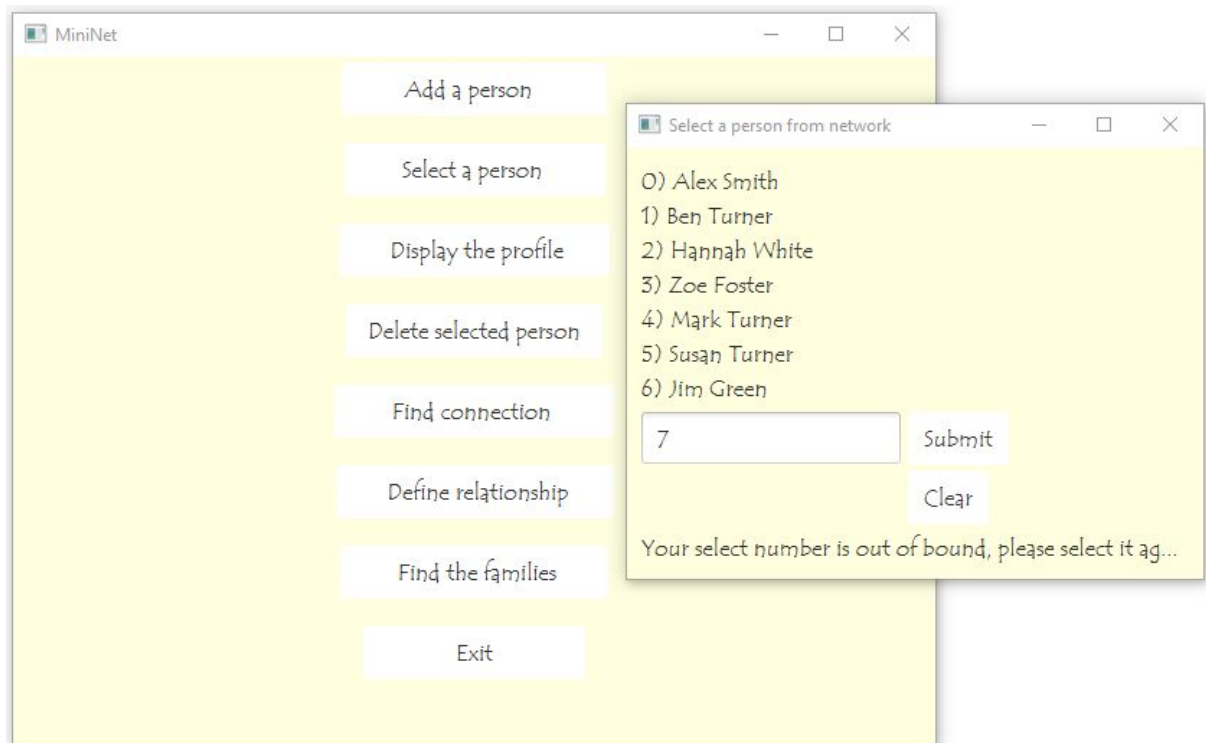 MiniNet
Add a person
Select a person
Display the profile
Delete selected person
Find connection
Define relationship
Find the families
Exit
Select a person from network
0) Alex Smith
1) Ben Turner
2) Hannah White
3) Zoe Foster
4) Mark Turner
5) Susan Turner
6) Jim Green
7 Submit
Clear
Your select number is out of bound, please select it ag...